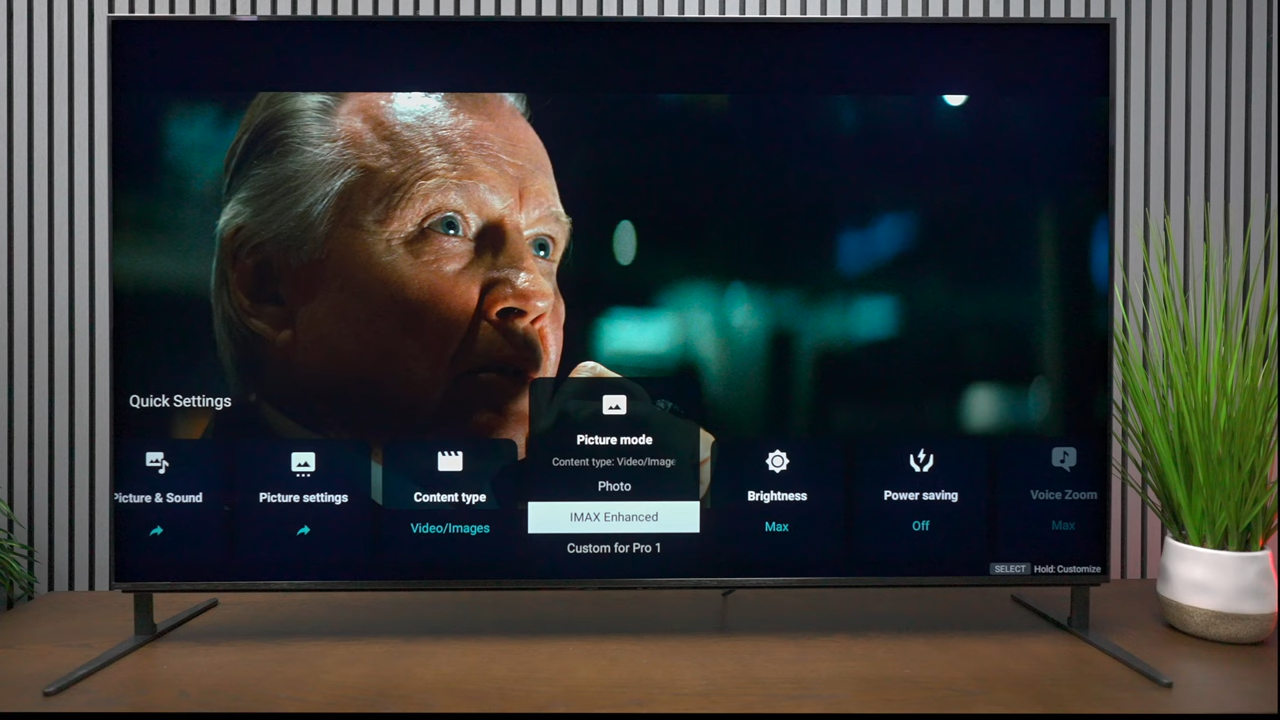 Quick Settings
Picture & Sound
Picture settings
Content type
Video/Images
Picture mode
Content type: Video/Image
Photo
IMAX Enhanced
Custom for Pro 1
Brightness
Max
Power saving
Off
Voice Zoom
Max
SELECT Hold: Customize